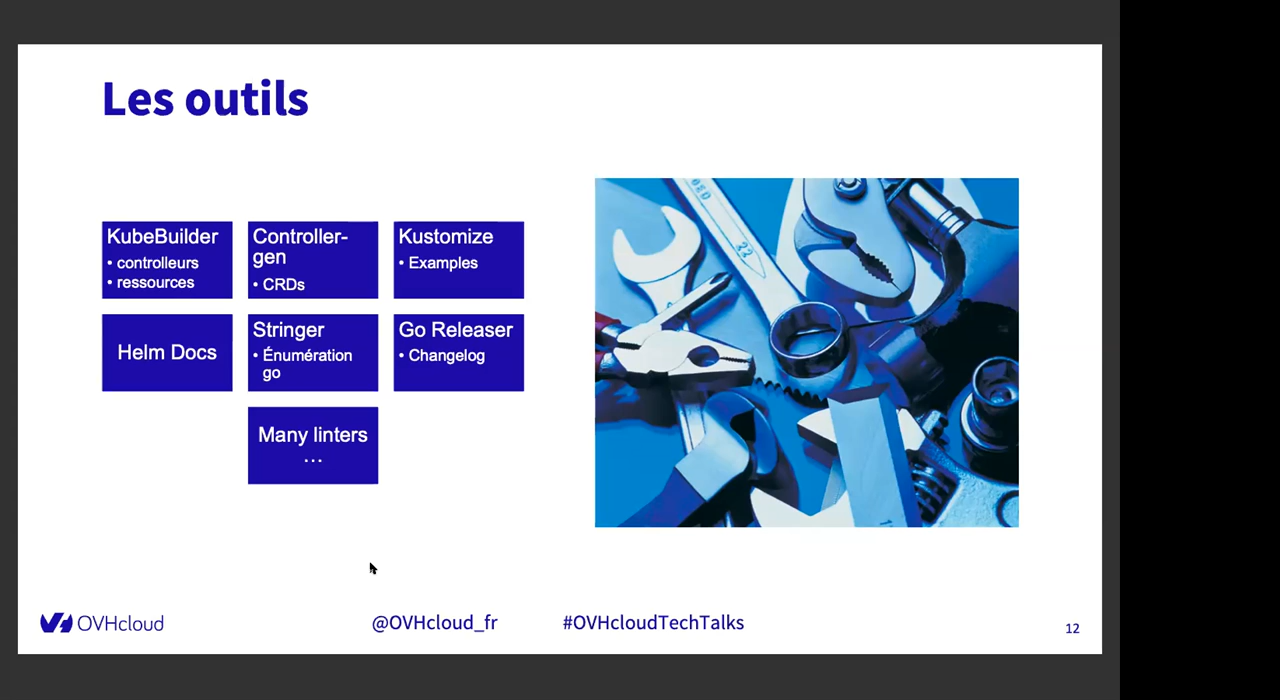 Les outils
KubeBuilder
• controlleurs
• ressources
Controller-
gen
• CRDs
Kustomize
• Examples
Helm Docs
Stringer
• Énumération
go
Go Releaser
• Changelog
Many linters
…
22
OVHcloud
@OVHcloud_fr
#OVHcloudTechTalks
12